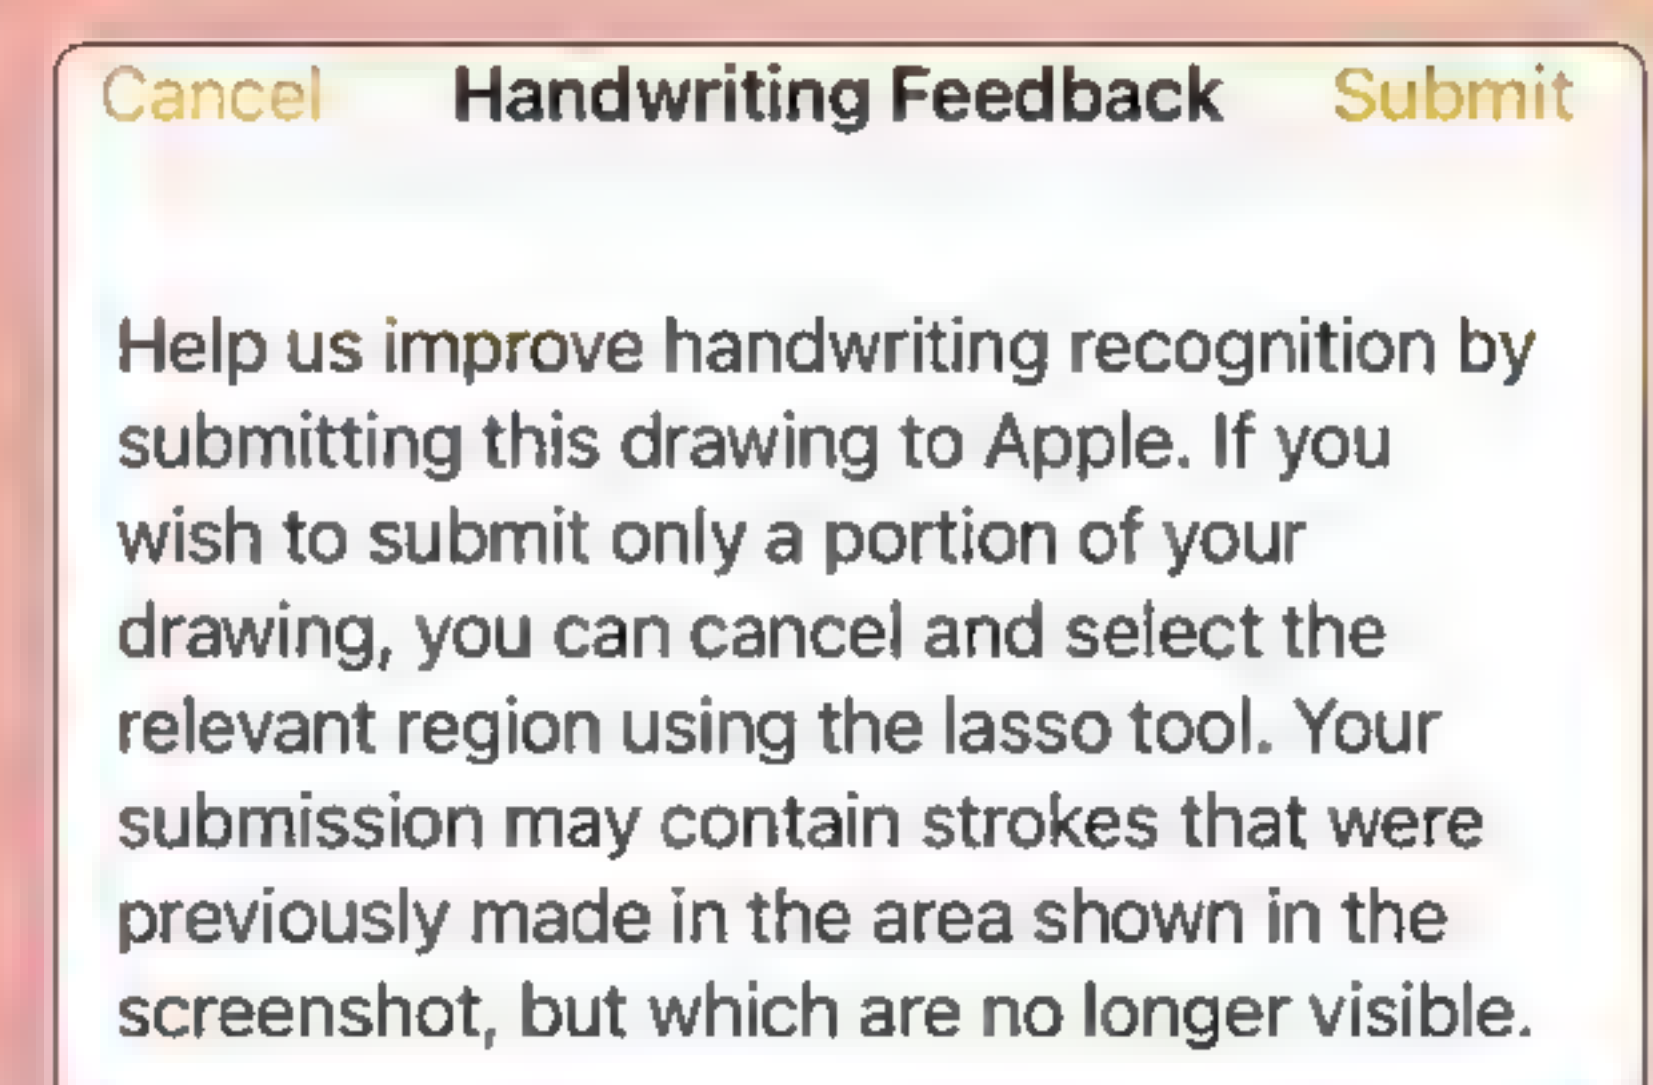 Cancel Handwriting Feedback Submit
Help us improve handwriting recognition by
submitting this drawing to Apple. If you
wish to submit only a portion of your
drawing, you can cancel and select the
relevant region using the lasso tool. Your
submission may contain strokes that were
previously made in the area shown in the
screenshot, but which are no longer visible.